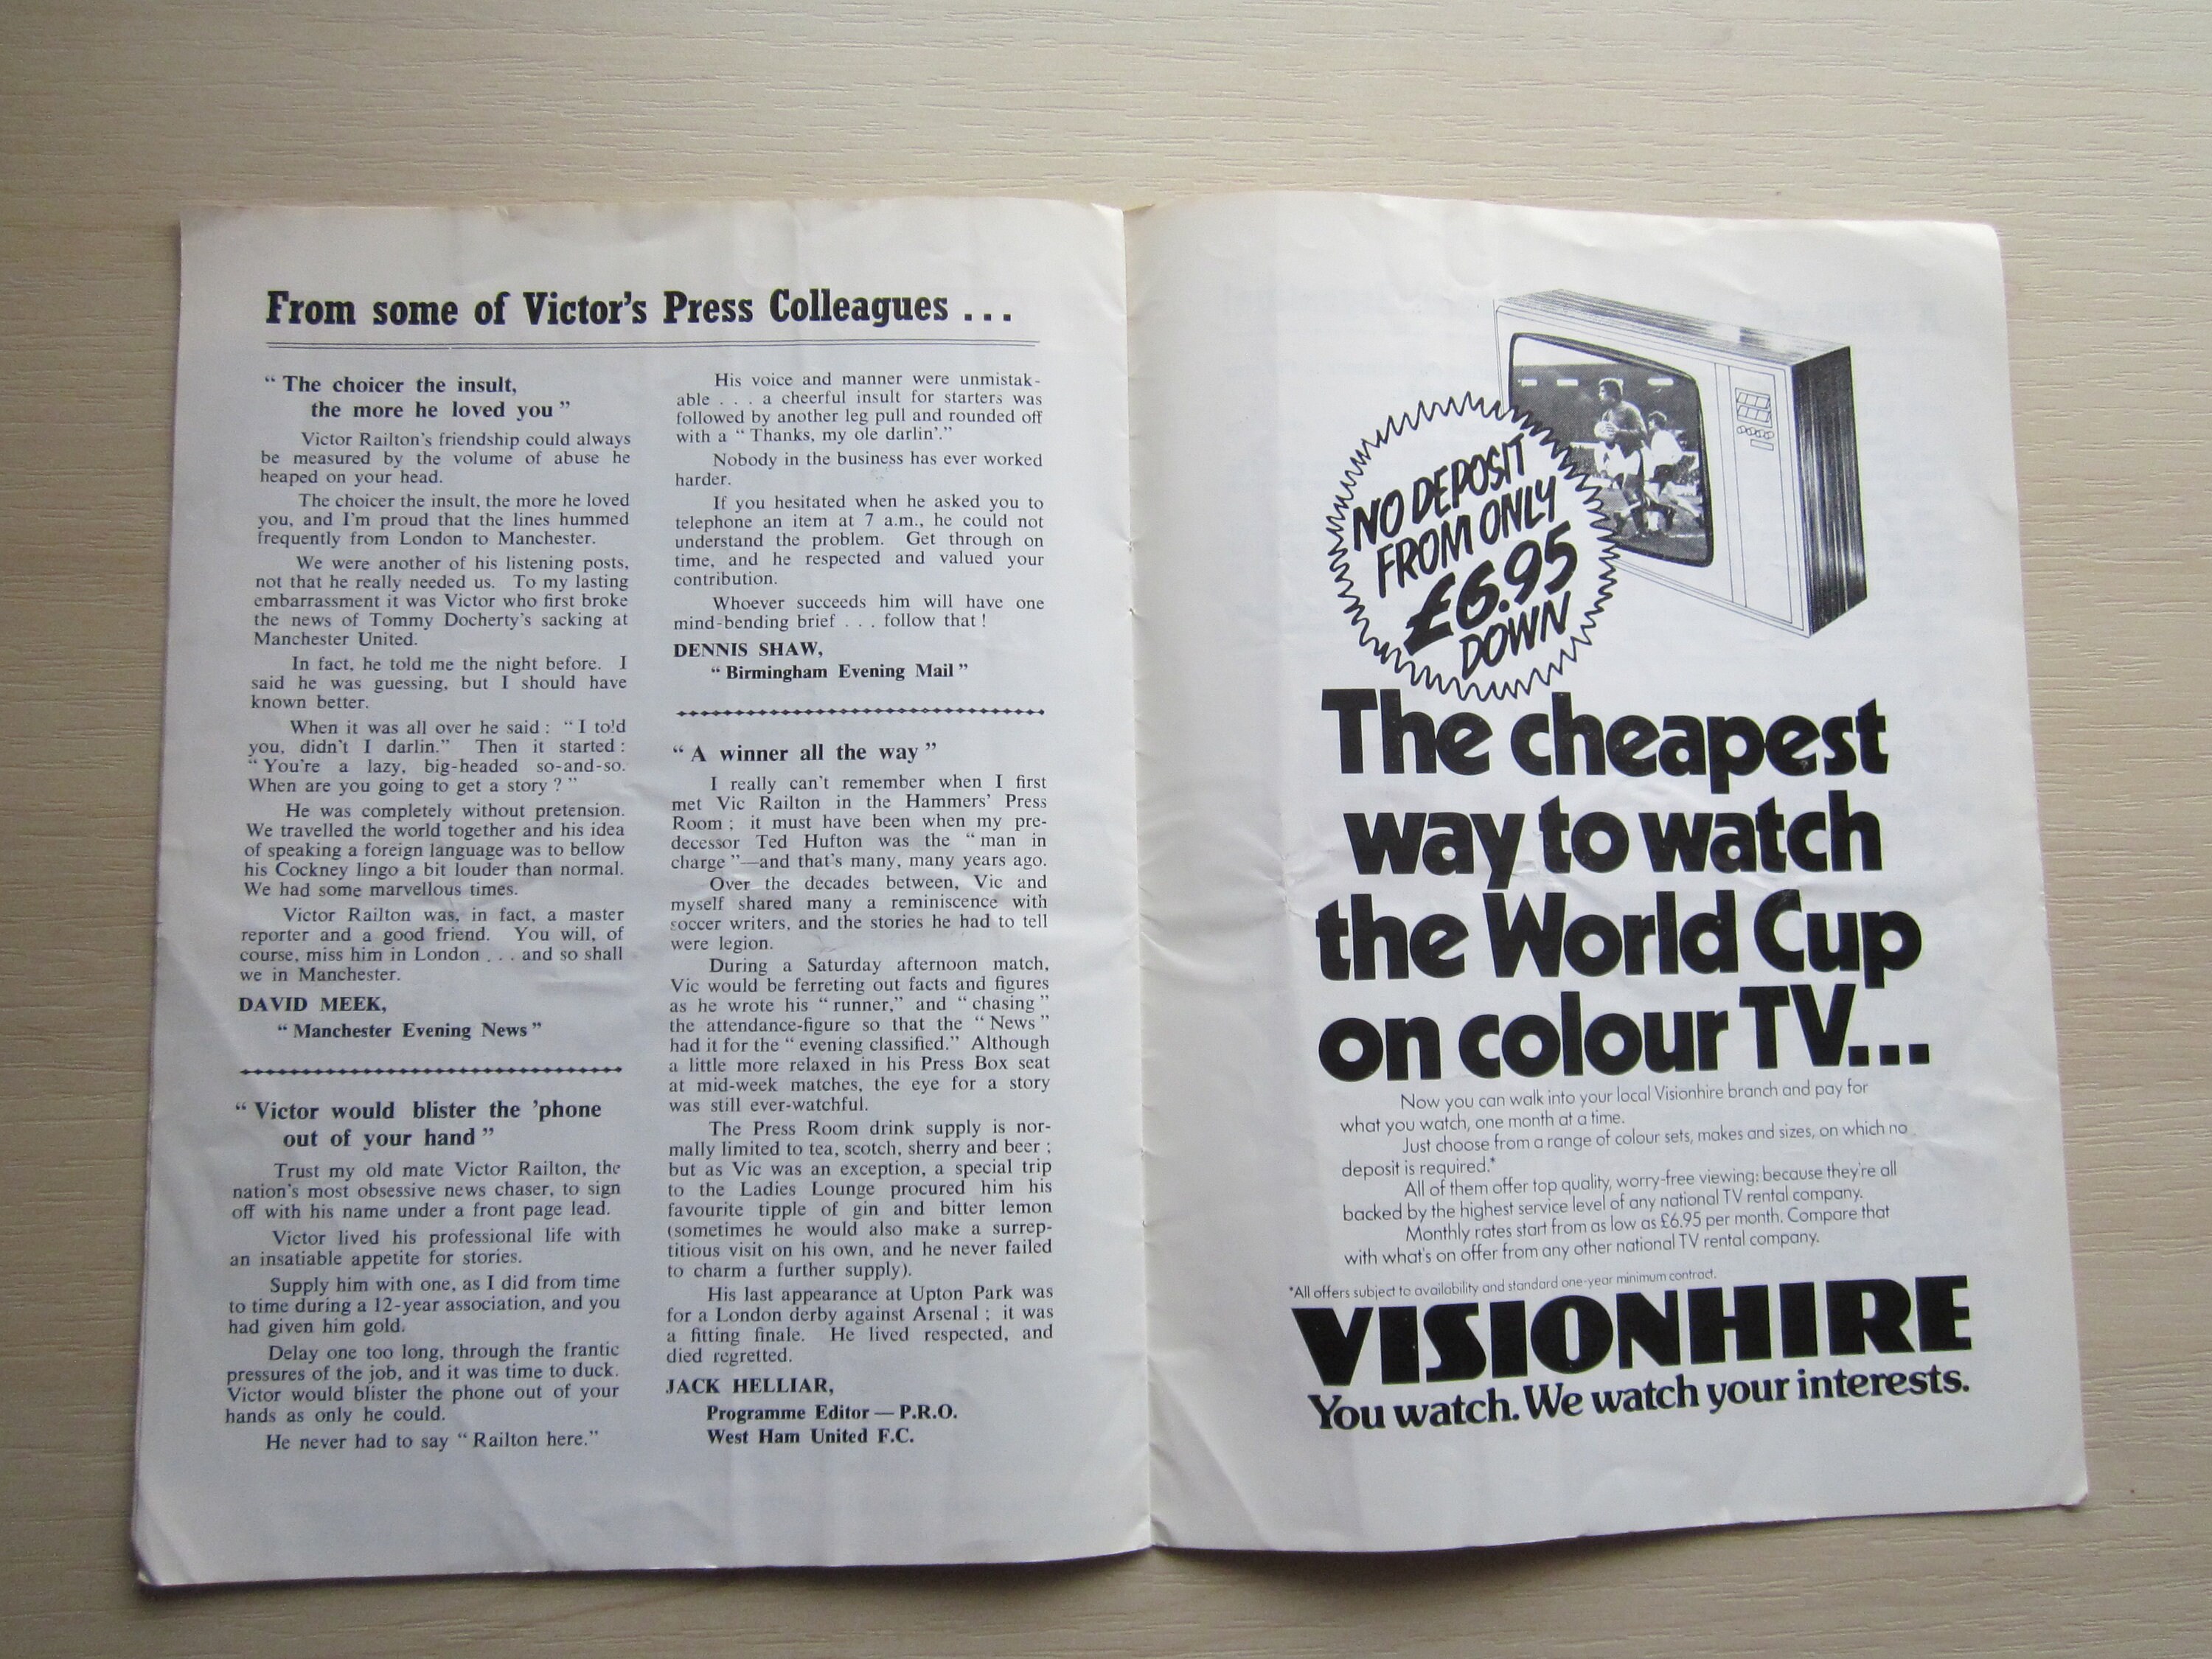 From some of Victor's Press Colleagues ...
“ The choicer the insult,
the more he loved you ”
Victor Railton's friendship could always
be measured by the volume of abuse he
heaped on your head.
The choicer the insult, the more he loved
you, and I'm proud that the lines hummed
frequently from London to Manchester.
We were another of his listening posts,
not that he really needed us. To my lasting
embarrassment it was Victor who first broke
the news of Tommy Docherty's sacking at
Manchester United.
In fact, he told me the night before. I
said he was guessing, but I should have
known better.
When it was all over he said : “ I told
you, didn't I darlin.” Then it started :
“ You're a lazy, big-headed so-and-so.
When are you going to get a story ? ”
He was completely without pretension.
We travelled the world together and his idea
of speaking a foreign language was to bellow
his Cockney lingo a bit louder than normal.
We had some marvellous times.
Victor Railton was, in fact, a master
reporter and a good friend. You will, of
course, miss him in London . . . and so shall
we in Manchester.
DAVID MEEK,
“ Manchester Evening News ”
“ Victor would blister the 'phone
out of your hand ”
Trust my old mate Victor Railton, the
nation's most obsessive news chaser, to sign
off with his name under a front page lead.
Victor lived his professional life with
an insatiable appetite for stories.
Supply him with one, as I did from time
to time during a 12-year association, and you
had given him gold.
Delay one too long, through the frantic
pressures of the job, and it was time to duck.
Victor would blister the phone out of your
hands as only he could.
He never had to say “ Railton here.”
His voice and manner were unmistak-
able . . . a cheerful insult for starters was
followed by another leg pull and rounded off
with a “ Thanks, my ole darlin'.”
Nobody in the business has ever worked
harder.
If you hesitated when he asked you to
telephone an item at 7 a.m., he could not
understand the problem. Get through on
time, and he respected and valued your
contribution.
Whoever succeeds him will have one
mind-bending brief . . . follow that !
DENNIS SHAW,
“ Birmingham Evening Mail ”
“ A winner all the way ”
I really can't remember when I first
met Vic Railton in the Hammers' Press
Room ; it must have been when my pre-
decessor Ted Hufton was the “ man in
charge ”—and that's many, many years ago.
Over the decades between, Vic and
myself shared many a reminiscence with
soccer writers, and the stories he had to tell
were legion.
During a Saturday afternoon match,
Vic would be ferreting out facts and figures
as he wrote his “ runner,” and “ chasing ”
the attendance-figure so that the “ News ”
had it for the “ evening classified.” Although
a little more relaxed in his Press Box seat
at mid-week matches, the eye for a story
was still ever-watchful.
The Press Room drink supply is nor-
mally limited to tea, scotch, sherry and beer ;
but as Vic was an exception, a special trip
to the Ladies Lounge procured him his
favourite tipple of gin and bitter lemon
(sometimes he would also make a surrep-
titious visit on his own, and he never failed
to charm a further supply).
His last appearance at Upton Park was
for a London derby against Arsenal ; it was
a fitting finale. He lived respected, and
died regretted.
JACK HELLIAR,
Programme Editor — P.R.O.
West Ham United F.C.
NO DEPOSIT
FROM ONLY
£6.95
DOWN
The cheapest
way to watch
the World Cup
on colour TV...
Now you can walk into your local Visionhire branch and pay for
what you watch, one month at a time.
Just choose from a range of colour sets, makes and sizes, on which no
deposit is required.*
All of them offer top quality, worry-free viewing: because they're all
backed by the highest service level of any national TV rental company.
Monthly rates start from as low as £6.95 per month. Compare that
with what's on offer from any other national TV rental company.
*All offers subject to availability and standard one-year minimum contract.
VISIONHIRE
You watch. We watch your interests.